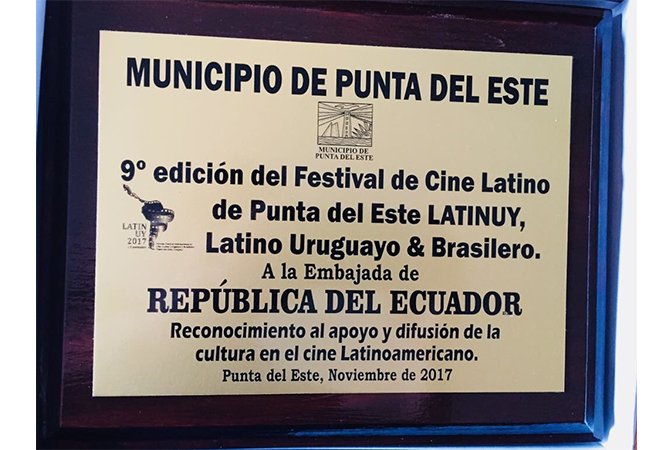 MUNICIPIO DE PUNTA DEL ESTE
MUNICIPIO DE
PUNTA DEL ESTE
9º edición del Festival de Cine Latino
de Punta del Este LATINUY,
Latino Uruguayo & Brasilero.
LATIN
UY
2017
A la Embajada de
REPÚBLICA DEL ECUADOR
Reconocimiento al apoyo y difusión de la
cultura en el cine Latinoamericano.
Punta del Este, Noviembre de 2017